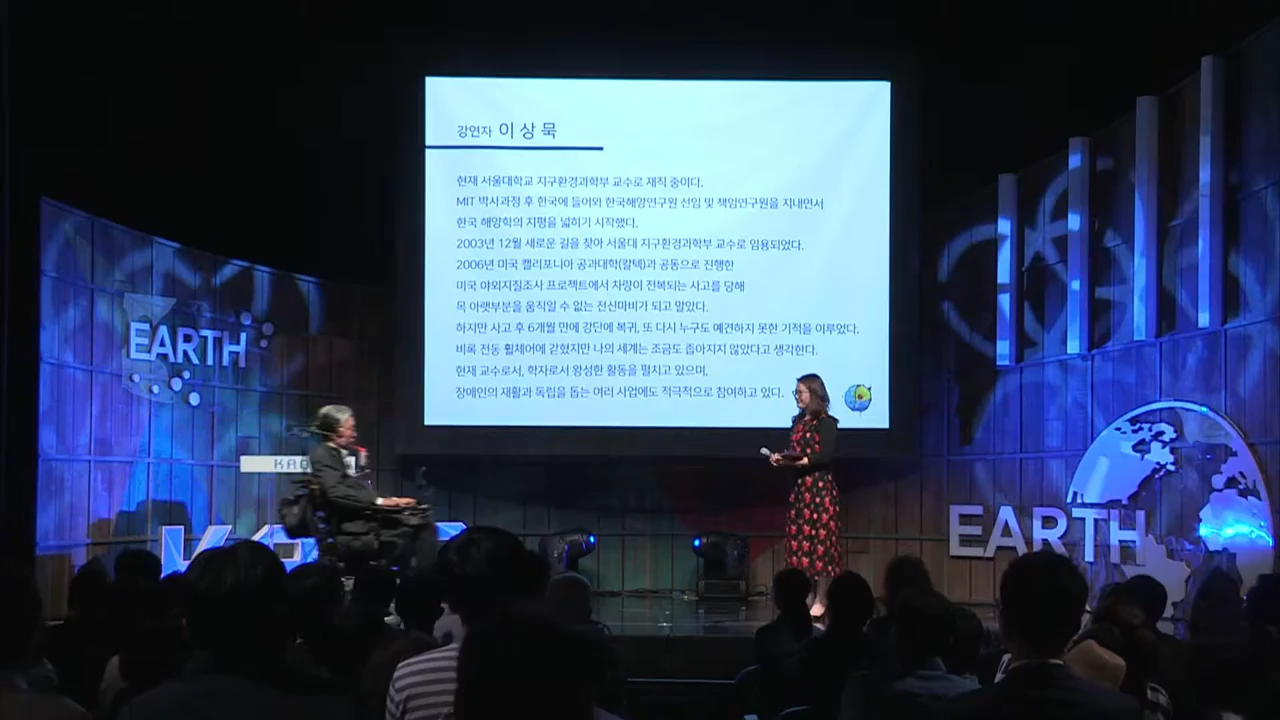 강연자 이상묵
현재 서울대학교 지구환경과학부 교수로 재직 중이다.
MIT 박사과정 후 한국에 들어와 한국해양연구원 선임 및 책임연구원을 지내면서
한국 해양학의 지평을 넓히기 시작했다.
2003년 12월 새로운 길을 찾아 서울대 지구환경과학부 교수로 임용되었다.
2006년 미국 캘리포니아 공과대학(칼텍)과 공동으로 진행한
미국 야외지질조사 프로젝트에서 차량이 전복되는 사고를 당해
목 아랫부분을 움직일 수 없는 전신마비가 되고 말았다.
하지만 사고 후 6개월 만에 강단에 복귀, 또 다시 누구도 예견하지 못한 기적을 이루었다.
비록 전동 휠체어에 갇혔지만 나의 세계는 조금도 좁아지지 않았다고 생각한다.
현재 교수로서, 학자로서 왕성한 활동을 펼치고 있으며,
장애인의 재활과 독립을 돕는 여러 사업에도 적극적으로 참여하고 있다.
EARTH
EARTH